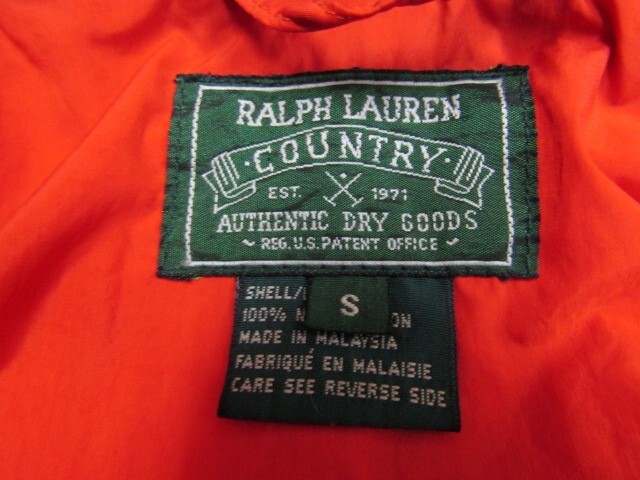 RALPH LAUREN
COUNTRY
EST. 1971
AUTHENTIC DRY GOODS
REG. U.S. PATENT OFFICE
S
SHELL/
100%
MADE IN MALAYSIA
FABRIQUÉ EN MALAISIE
CARE SEE REVERSE SIDE